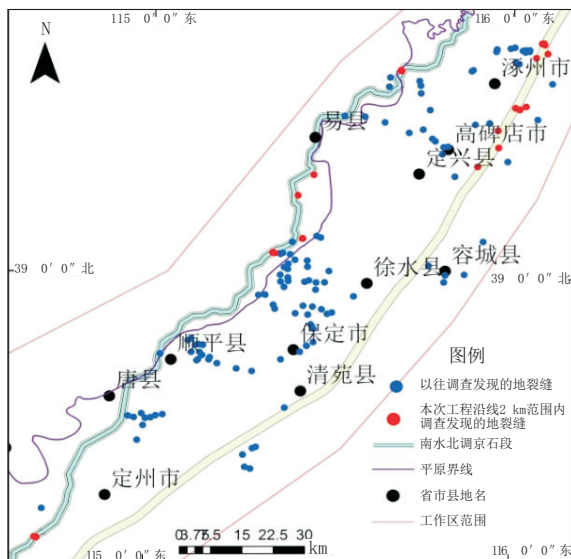 115 0′ 0″东
116 0′ 0″东
N
涿州市
易县
高碑店市
定兴县
39 0′ 0″北
容城县
徐水县
39 0′ 0″北
保定市
顺平县
清苑县
唐县
定州市
图例
以往调查发现的地裂缝
本次工程沿线2 km范围内
调查发现的地裂缝
南水北调京石段
平原界线
省市县地名
工作区范围
0 3.75 7.5 15 22.5 30
km
115 0′ 0″东
116 0′ 0″东